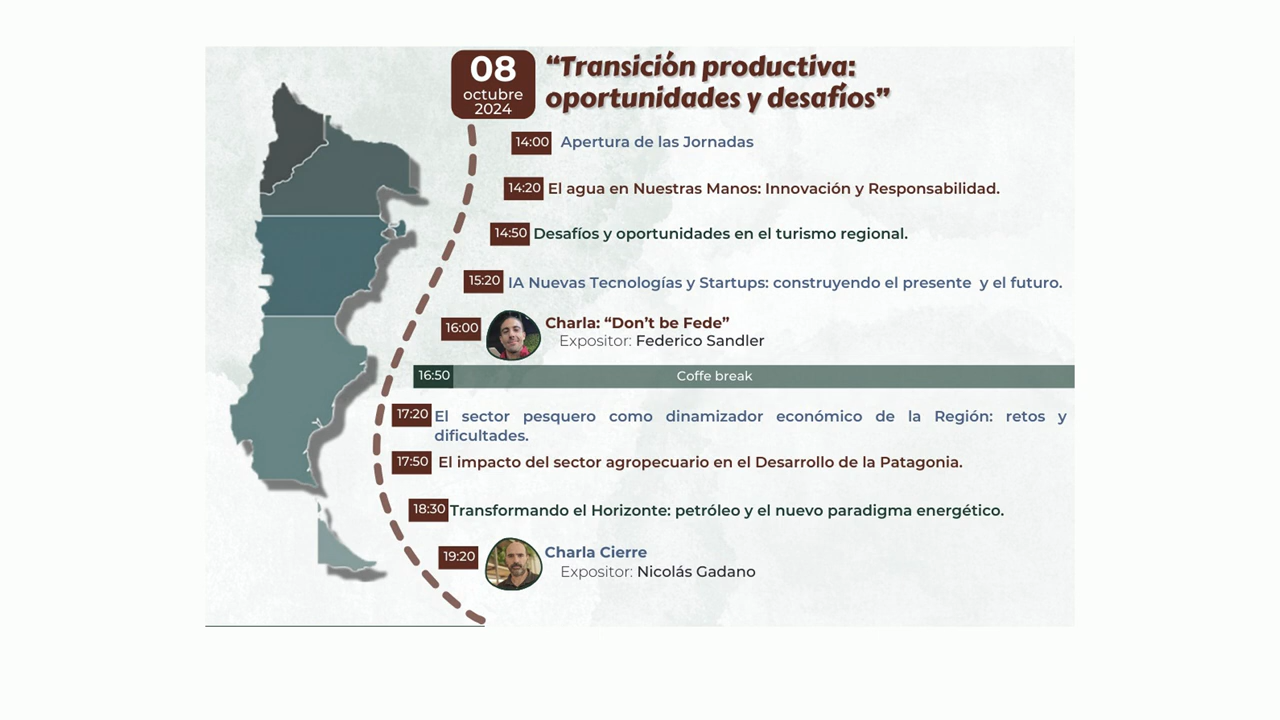 08
octubre
2024
“Transición productiva:
oportunidades y desafíos”
14:00 Apertura de las Jornadas
14:20 El agua en Nuestras Manos: Innovación y Responsabilidad.
14:50 Desafíos y oportunidades en el turismo regional.
15:20 IA Nuevas Tecnologías y Startups: construyendo el presente y el futuro.
16:00 Charla: “Don’t be Fede”
Expositor: Federico Sandler
16:50 Coffe break
17:20 El sector pesquero como dinamizador económico de la Región: retos y
dificultades.
17:50 El impacto del sector agropecuario en el Desarrollo de la Patagonia.
18:30 Transformando el Horizonte: petróleo y el nuevo paradigma energético.
19:20 Charla Cierre
Expositor: Nicolás Gadano